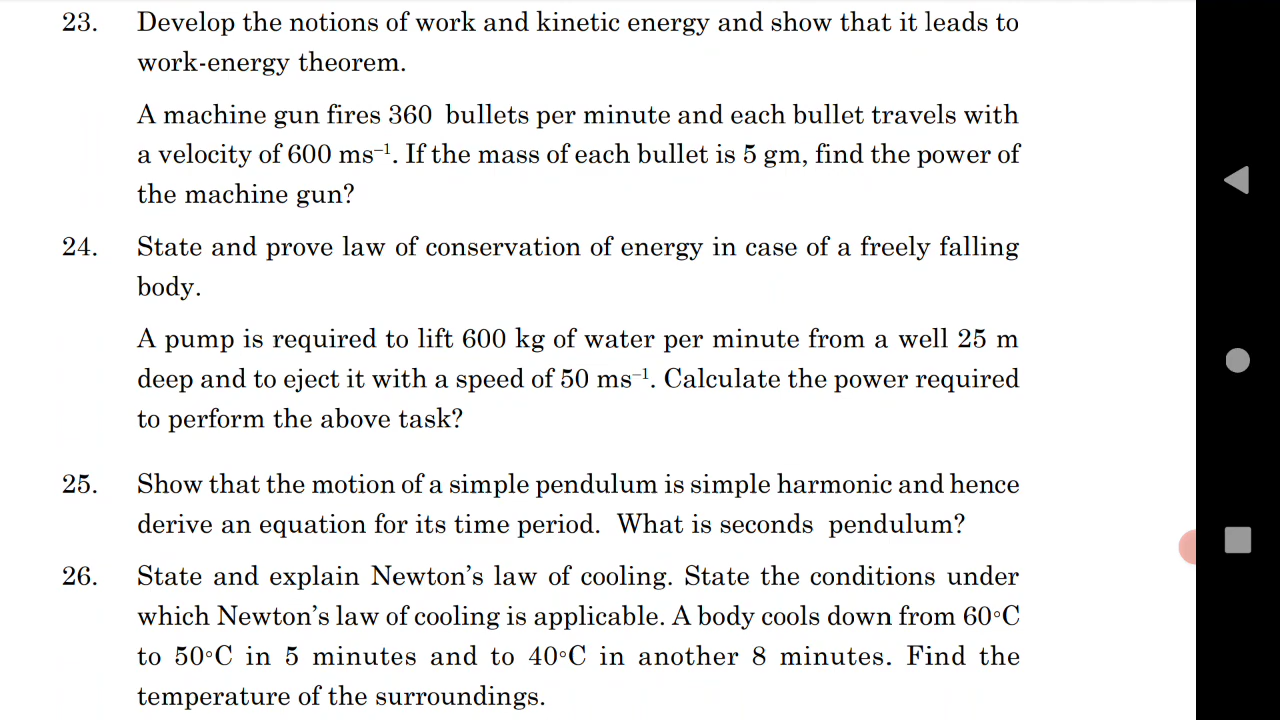 23. Develop the notions of work and kinetic energy and show that it leads to
work-energy theorem.
A machine gun fires 360 bullets per minute and each bullet travels with
a velocity of 600 ms⁻¹. If the mass of each bullet is 5 gm, find the power of
the machine gun?
24. State and prove law of conservation of energy in case of a freely falling
body.
A pump is required to lift 600 kg of water per minute from a well 25 m
deep and to eject it with a speed of 50 ms⁻¹. Calculate the power required
to perform the above task?
25. Show that the motion of a simple pendulum is simple harmonic and hence
derive an equation for its time period. What is seconds pendulum?
26. State and explain Newton’s law of cooling. State the conditions under
which Newton’s law of cooling is applicable. A body cools down from 60°C
to 50°C in 5 minutes and to 40°C in another 8 minutes. Find the
temperature of the surroundings.